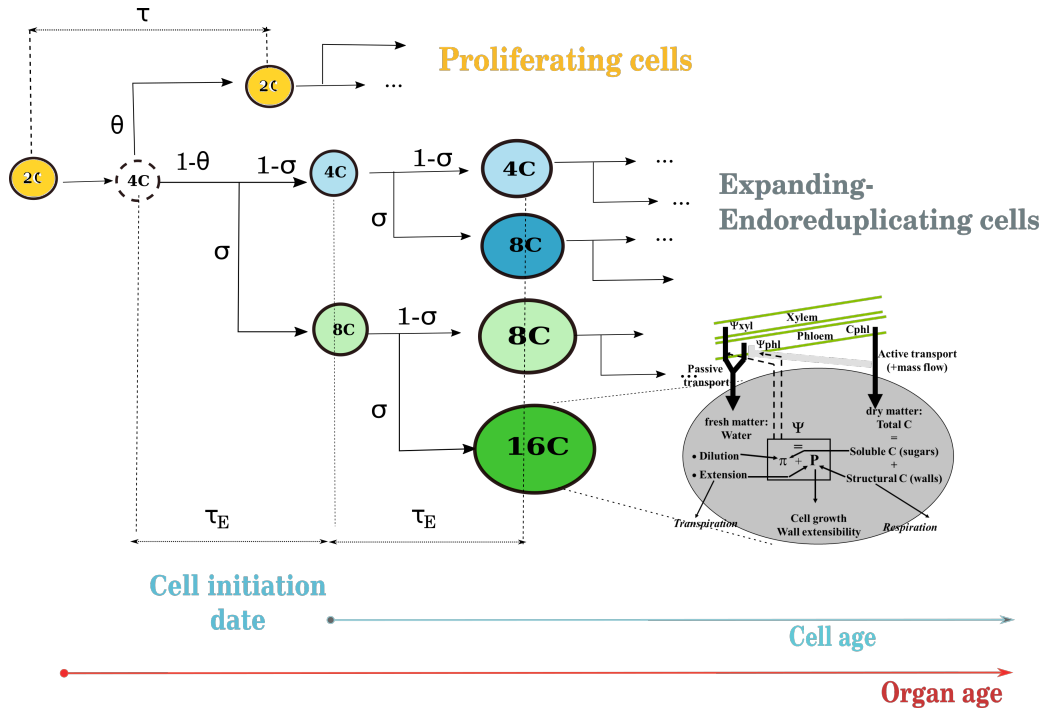 τ
Proliferating cells
2C
...
θ
2C
4C
1-θ
1-σ
4C
1-σ
4C
...
...
σ
σ
8C
...
Expanding-
Endoreduplicating cells
8C
1-σ
8C
...
σ
16C
τE
τE
Ψxyl
Xylem
Cphl
Phloem
Ψphl
Active transport
(+mass flow)
Passive
transport
fresh matter:
Water
dry matter:
Total C
=
Soluble C (sugars)
+
Structural C (walls)
Ψ
=
π + P
• Dilution
• Extension
Transpiration
Cell growth
Wall extensibility
Respiration
Cell initiation
date
Cell age
Organ age